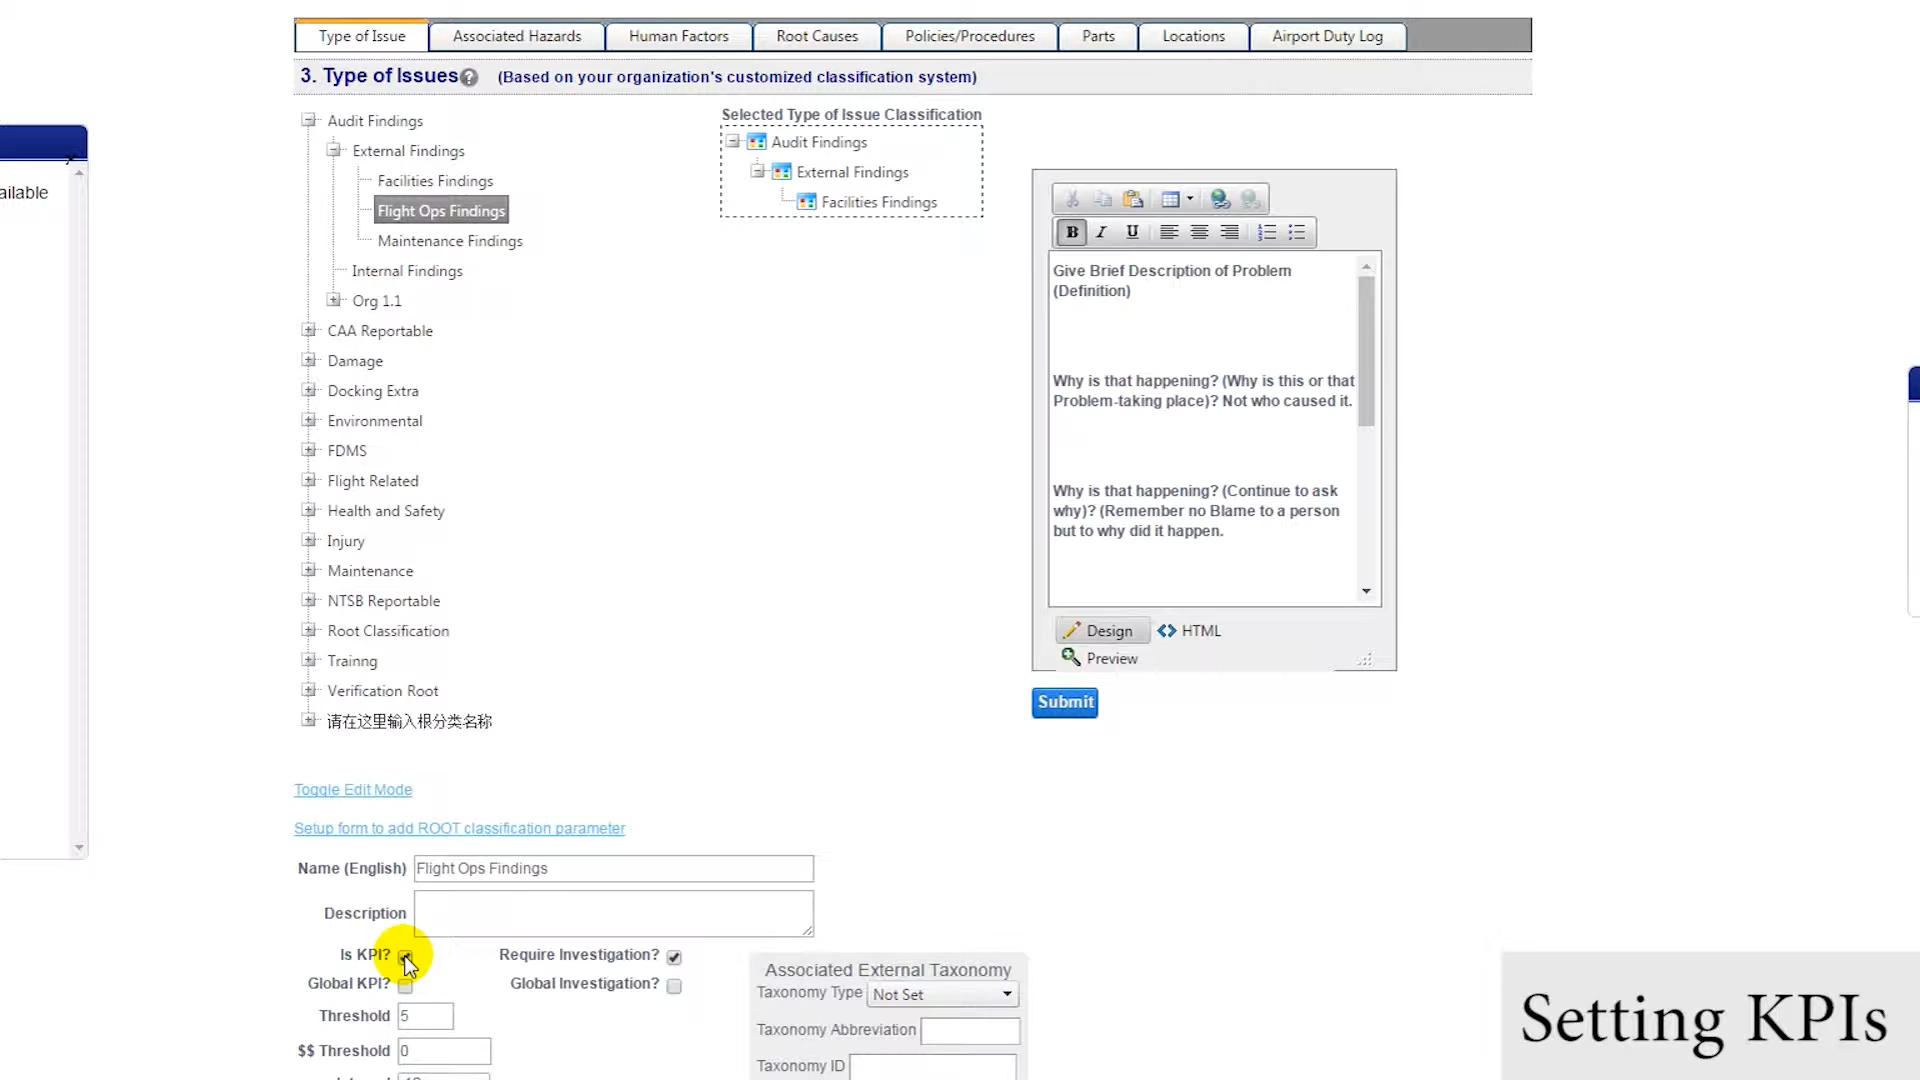 Type of Issue
Associated Hazards
Human Factors
Root Causes
Policies/Procedures
Parts
Locations
Airport Duty Log
3. Type of Issues
(Based on your organization's customized classification system)
Audit Findings
External Findings
Facilities Findings
Flight Ops Findings
Maintenance Findings
Internal Findings
Org 1.1
CAA Reportable
Damage
Docking Extra
Environmental
FDMS
Flight Related
Health and Safety
Injury
Maintenance
NTSB Reportable
Root Classification
Trainng
Verification Root
请在这里输入根分类名称
Selected Type of Issue Classification
Audit Findings
External Findings
Facilities Findings
ailable
B I U
Give Brief Description of Problem
(Definition)
Why is that happening? (Why is this or that
Problem-taking place)? Not who caused it.
Why is that happening? (Continue to ask
why)? (Remember no Blame to a person
but to why did it happen.
Design
HTML
Preview
Submit
Toggle Edit Mode
Setup form to add ROOT classification parameter
Name (English) Flight Ops Findings
Description
Is KPI?
Require Investigation?
Global KPI?
Global Investigation?
Threshold 5
$$ Threshold 0
Associated External Taxonomy
Taxonomy Type Not Set
Taxonomy Abbreviation
Taxonomy ID
Setting KPIs